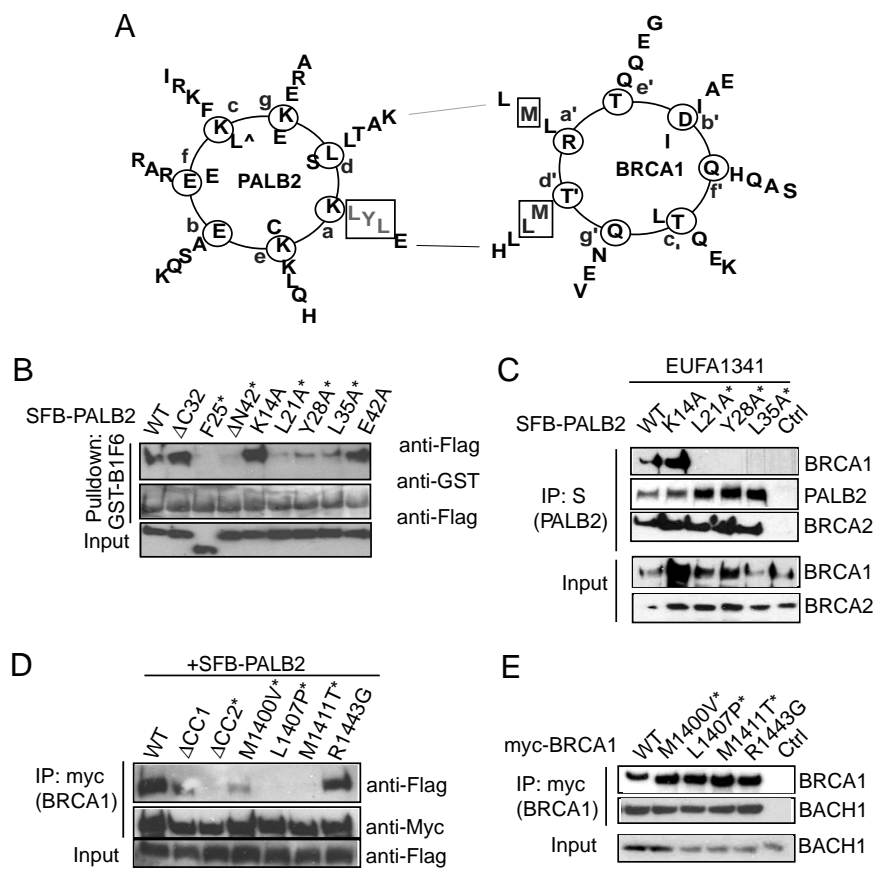 A
PALB2
BRCA1
I R K F K c L^
g K E R A E
S L L T A K d
K a L Y L E
C K e K L Q H
b E A S Q K
f E E R A R
L M L R a'
T Q Q E G e'
D I A E I b'
Q H Q A S f'
L T Q E K c,
Q g' N E V
T' d' L M L H
B
SFB-PALB2 WT ΔC32 F25* ΔN42* K14A L21A* Y28A* L35A* E42A
Pulldown: GST-B1F6
anti-Flag
anti-GST
Input
anti-Flag
C
EUFA1341
SFB-PALB2 WT K14A L21A* Y28A* L35A* Ctrl
IP: S (PALB2)
BRCA1
PALB2
BRCA2
Input
BRCA1
BRCA2
D
+SFB-PALB2
WT ΔCC1 ΔCC2* M1400V* L1407P* M1411T* R1443G
IP: myc (BRCA1)
anti-Flag
anti-Myc
Input anti-Flag
E
myc-BRCA1 WT M1400V* L1407P* M1411T* R1443G Ctrl
IP: myc (BRCA1)
BRCA1
BACH1
Input BACH1